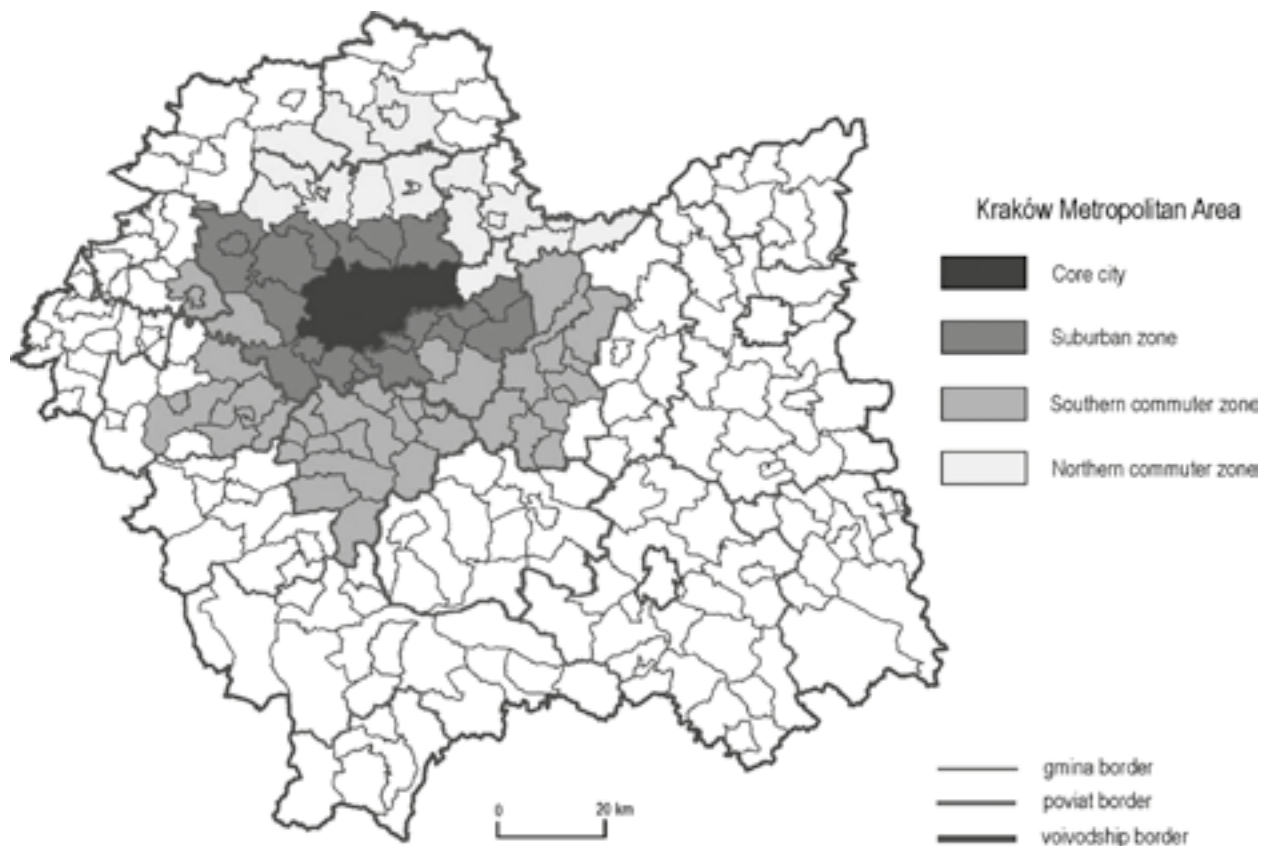 Kraków Metropolitan Area
Core city
Suburban zone
Southern commuter zone
Northern commuter zone
gmina border
poviat border
voivodship border
0 20 km